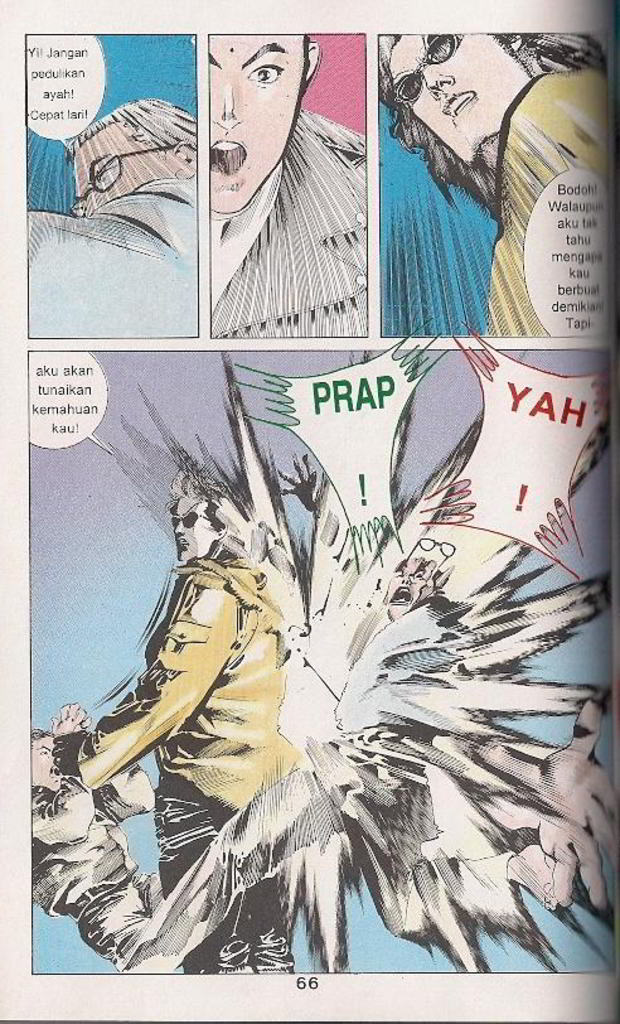 Yi! Jangan
pedulikan
ayah!
Cepat lari!
Bodoh!
Walaupun
aku tak
tahu
mengapa
kau
berbuat
demikian!
Tapi-
aku akan
tunaikan
kemahuan
kau!
PRAP
!
YAH
!
66